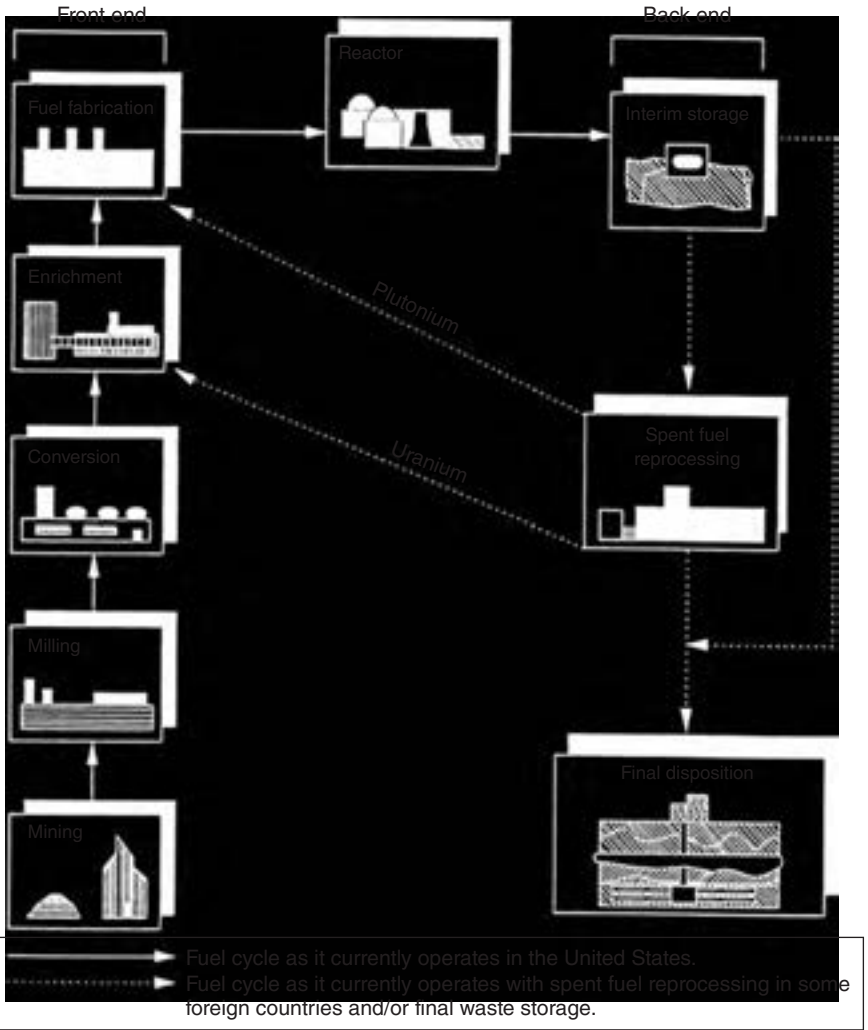 Front end
Back end
Reactor
Fuel fabrication
Interim storage
Enrichment
Plutonium
Uranium
Spent fuel
reprocessing
Conversion
Milling
Final disposition
Mining
Fuel cycle as it currently operates in the United States.
Fuel cycle as it currently operates with spent fuel reprocessing in some
foreign countries and/or final waste storage.